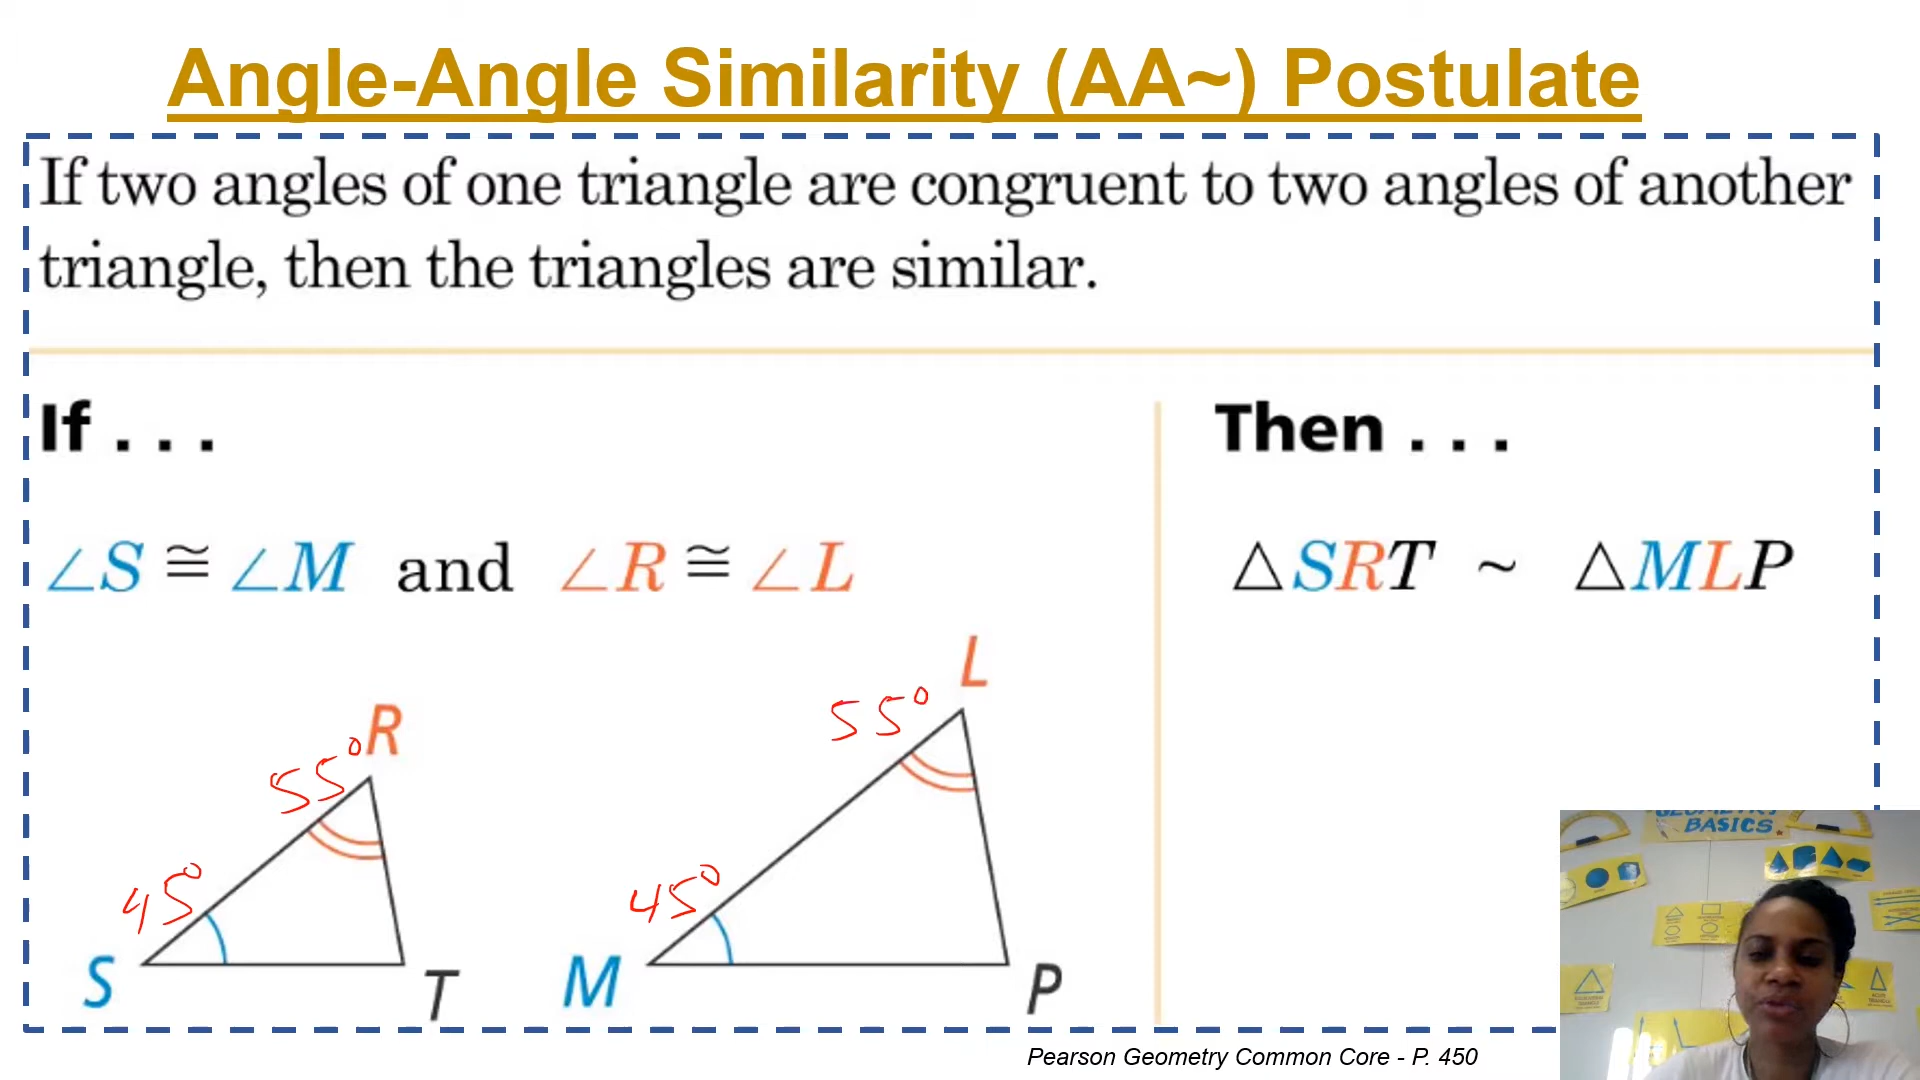 Angle-Angle Similarity (AA~) Postulate
If two angles of one triangle are congruent to two angles of another
triangle, then the triangles are similar.
If . . .
Then . . .
∠S ≅ ∠M and ∠R ≅ ∠L
△SRT ~ △MLP
L
55°
R
55°
45°
45°
S
T
M
P
Pearson Geometry Common Core - P. 450
GEOMETRY
BASICS